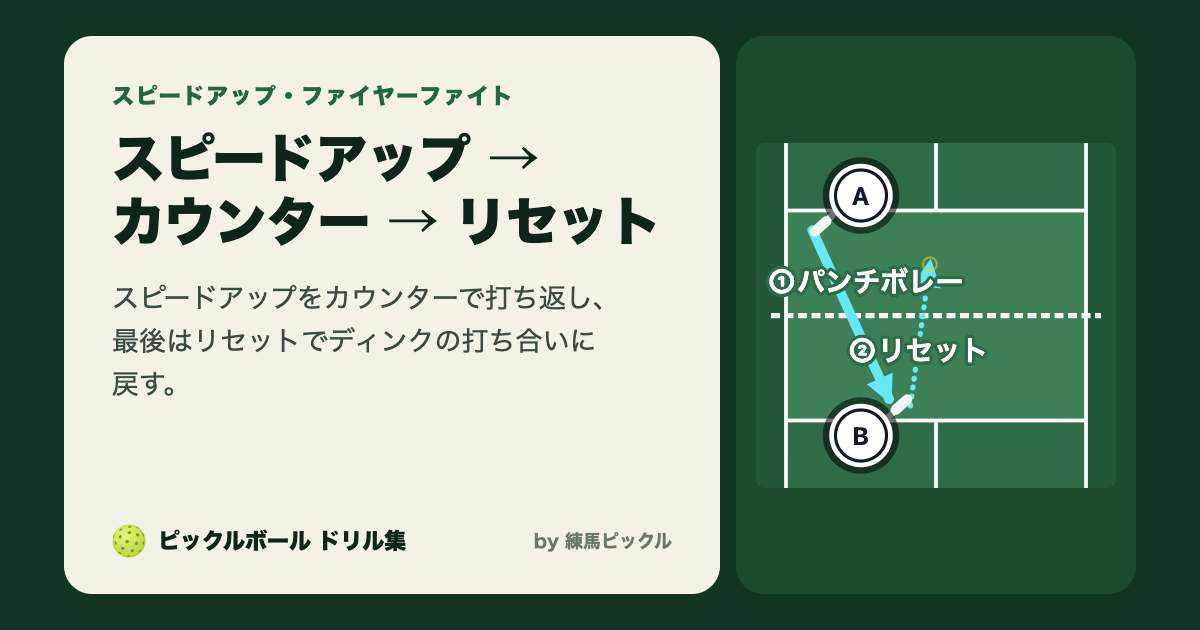 スピードアップ・ファイヤーファイト
スピードアップ →
カウンター → リセット
スピードアップをカウンターで打ち返し、
最後はリセットでディンクの打ち合いに
戻す。
ピックルボール ドリル集
by 練馬ピックル
A
①パンチボレー
②リセット
B